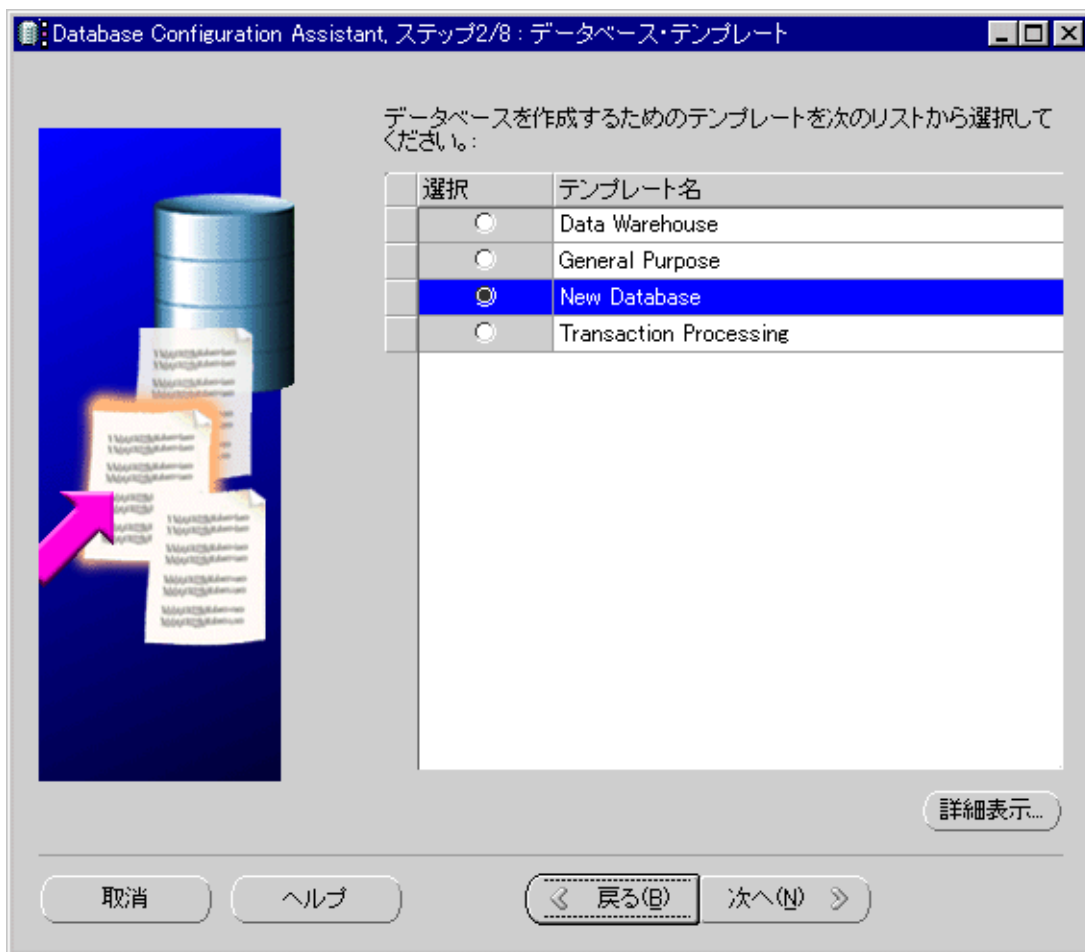 Database Configuration Assistant, ステップ2/8 : データベース・テンプレート
データベースを作成するためのテンプレートを次のリストから選択して
ください。:
選択 テンプレート名
Data Warehouse
General Purpose
New Database
Transaction Processing
詳細表示...
取消 ヘルプ 戻る(B) 次へ(N)